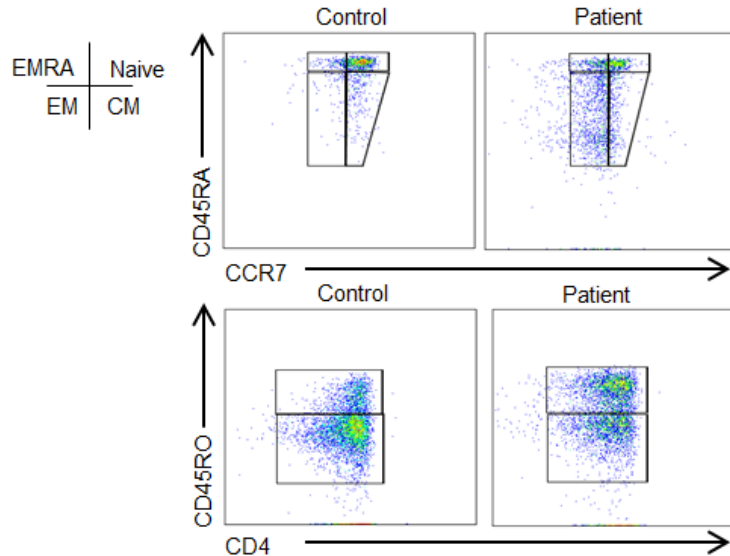 Control Patient
EMRA Naive
EM CM
CD45RA
CCR7
Control Patient
CD45RO
CD4